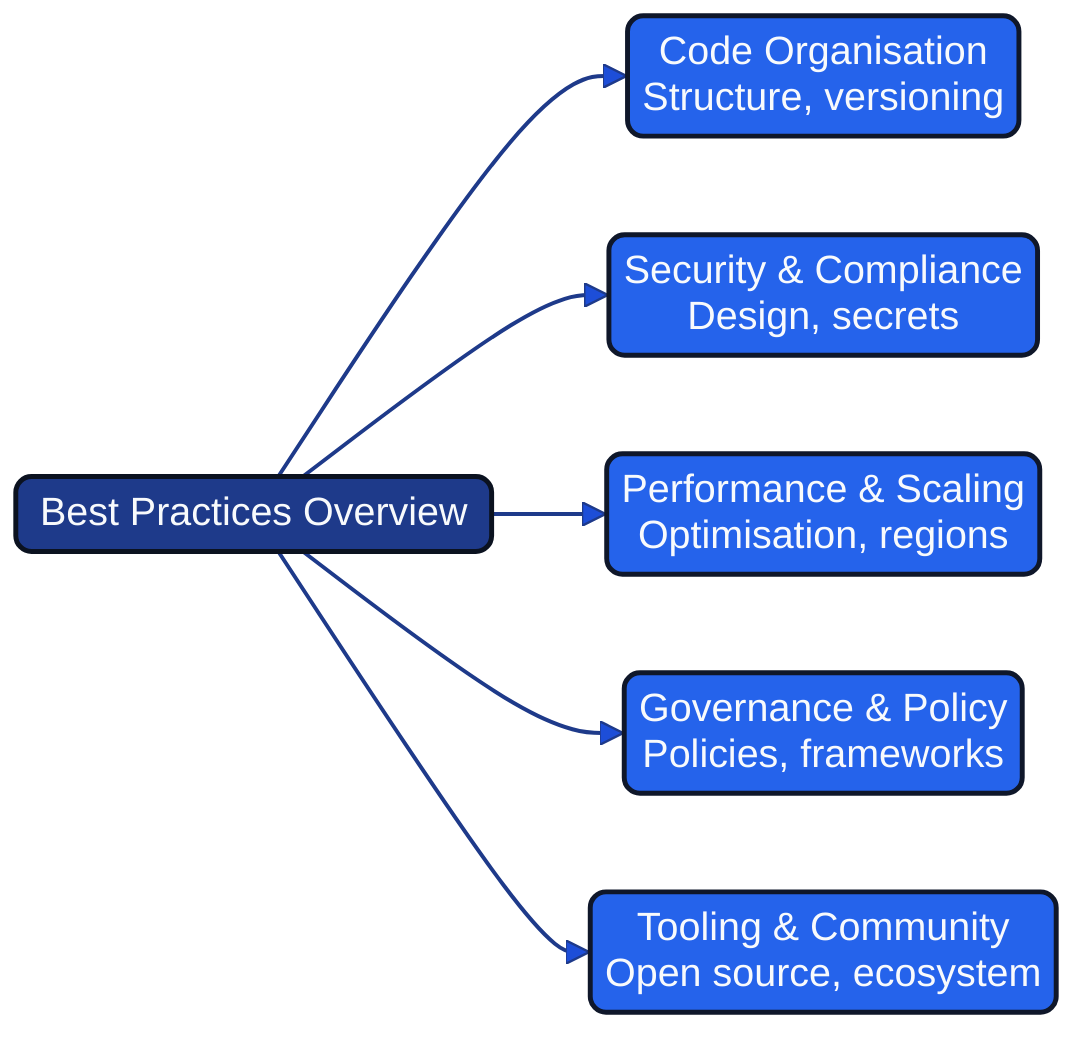 Code Organisation
Structure, versioning
Security & Compliance
Design, secrets
Best Practices Overview
Performance & Scaling
Optimisation, regions
Governance & Policy
Policies, frameworks
Tooling & Community
Open source, ecosystem